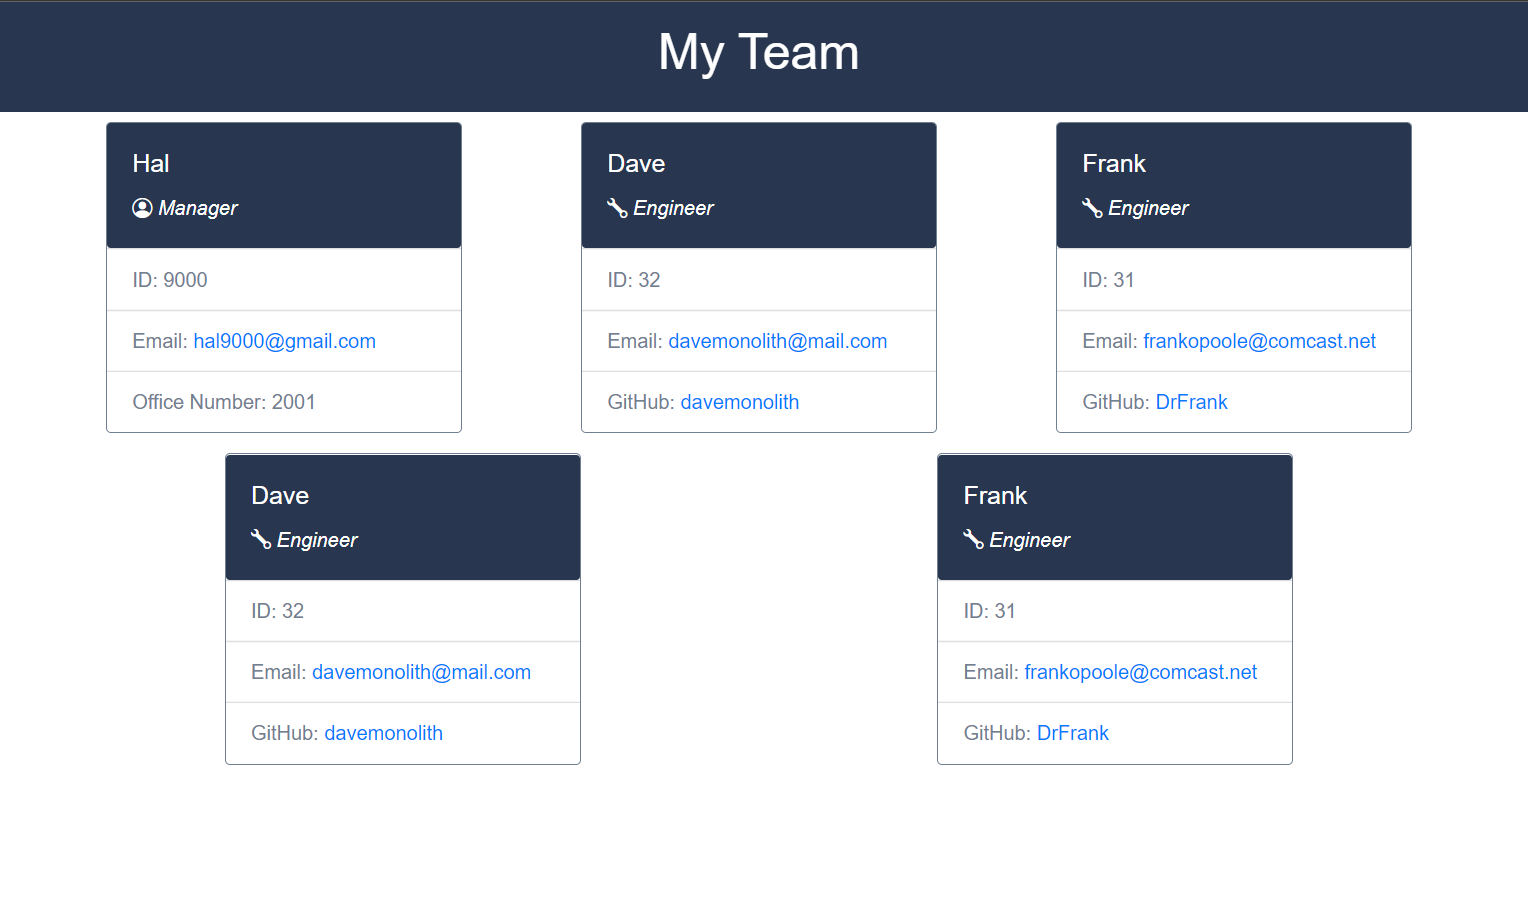 My Team
Hal
Manager
ID: 9000
Email: hal9000@gmail.com
Office Number: 2001
Dave
Engineer
ID: 32
Email: davemonolith@mail.com
GitHub: davemonolith
Frank
Engineer
ID: 31
Email: frankopoole@comcast.net
GitHub: DrFrank
Dave
Engineer
ID: 32
Email: davemonolith@mail.com
GitHub: davemonolith
Frank
Engineer
ID: 31
Email: frankopoole@comcast.net
GitHub: DrFrank